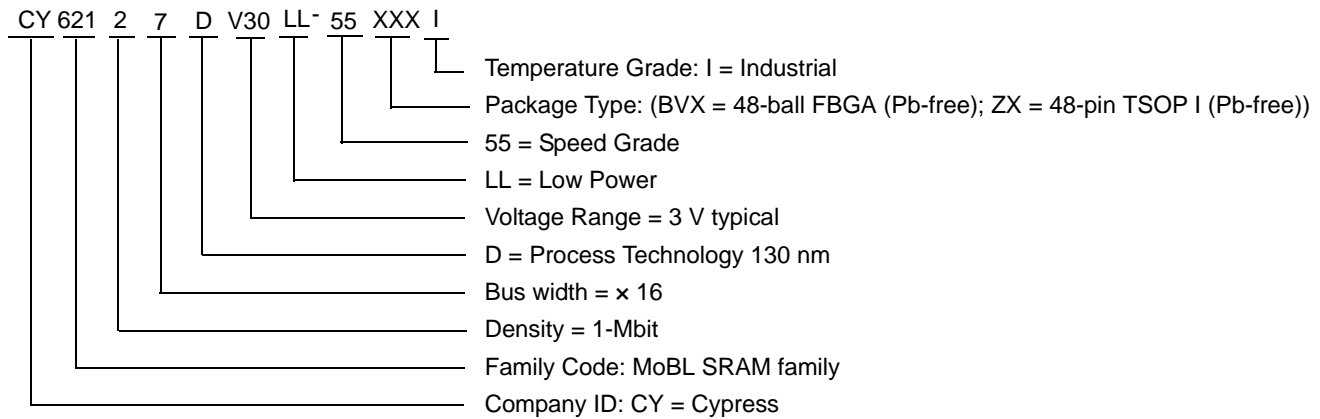 CY 621 2 7 D V30 LL - 55 XXX I
Temperature Grade: I = Industrial
Package Type: (BVX = 48-ball FBGA (Pb-free); ZX = 48-pin TSOP I (Pb-free))
55 = Speed Grade
LL = Low Power
Voltage Range = 3 V typical
D = Process Technology 130 nm
Bus width = × 16
Density = 1-Mbit
Family Code: MoBL SRAM family
Company ID: CY = Cypress